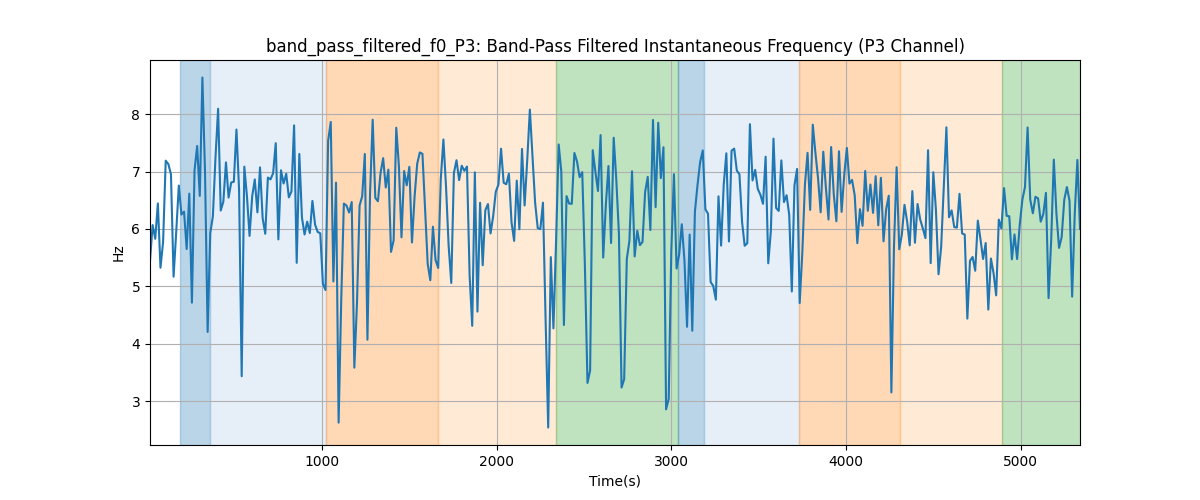 band_pass_filtered_f0_P3: Band-Pass Filtered Instantaneous Frequency (P3 Channel)
8
7
6
5
4
3
Hz
1000 2000 3000 4000 5000
Time(s)